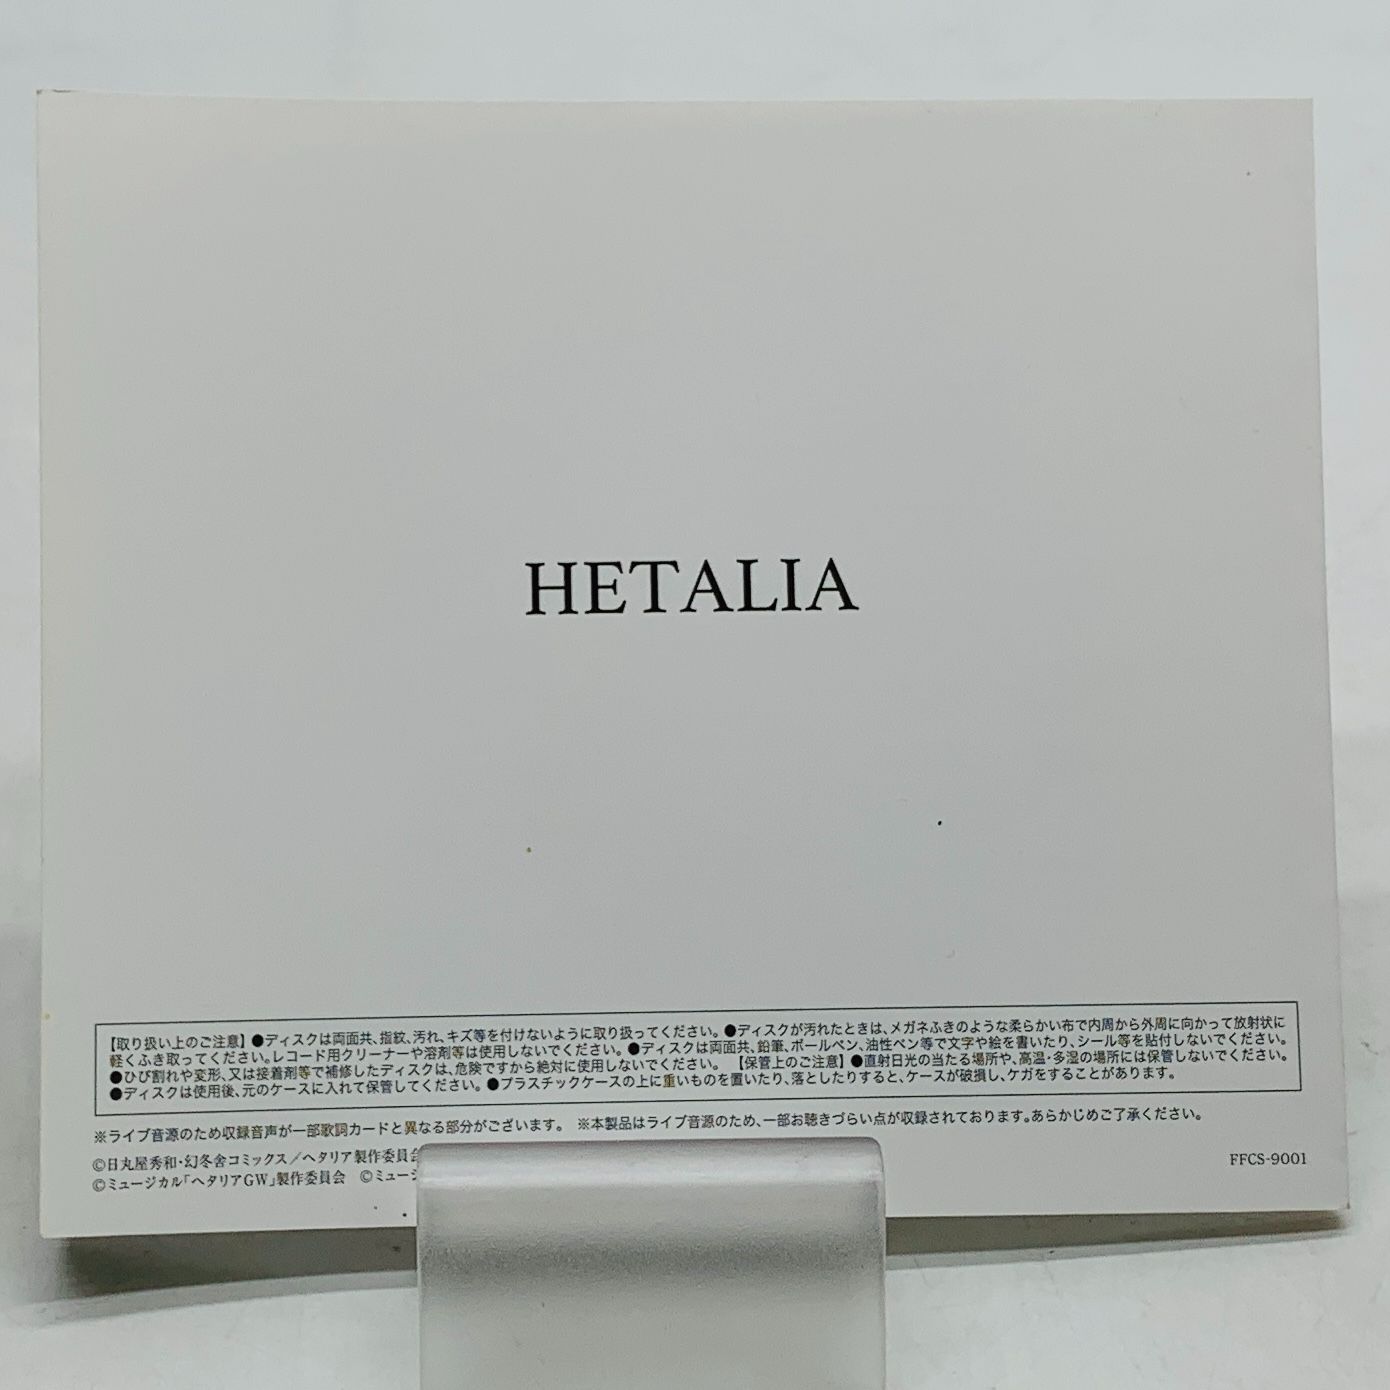 HETALIA
【取り扱い上のご注意】●ディスクは両面共、指紋、汚れ、キズ等を付けないように取り扱ってください。●ディスクが汚れたときは、メガネふきのような柔らかい布で内周から外周に向かって放射状に
軽くふき取ってください。レコード用クリーナーや溶剤等は使用しないでください。●ディスクは両面共、鉛筆、ボールペン、油性ペン等で文字や絵を書いたり、シール等を貼付しないでください。
●ひび割れや変形、又は接着剤等で補修したディスクは、危険ですから絶対に使用しないでください。【保管上のご注意】●直射日光の当たる場所や、高温・多湿の場所には保管しないでください。
●ディスクは使用後、元のケースに入れて保管してください。●プラスチックケースの上に重いものを置いたり、落としたりすると、ケースが破損し、ケガをすることがあります。
※ライブ音源のため収録音声が一部歌詞カードと異なる部分がございます。 ※本製品はライブ音源のため、一部お聴きづらい点が収録されております。あらかじめご了承ください。
©日丸屋秀和・幻冬舎コミックス/ヘタリア製作委員会
©ミュージカル「ヘタリアGW」製作委員会 ©ミュー
FFCS-9001